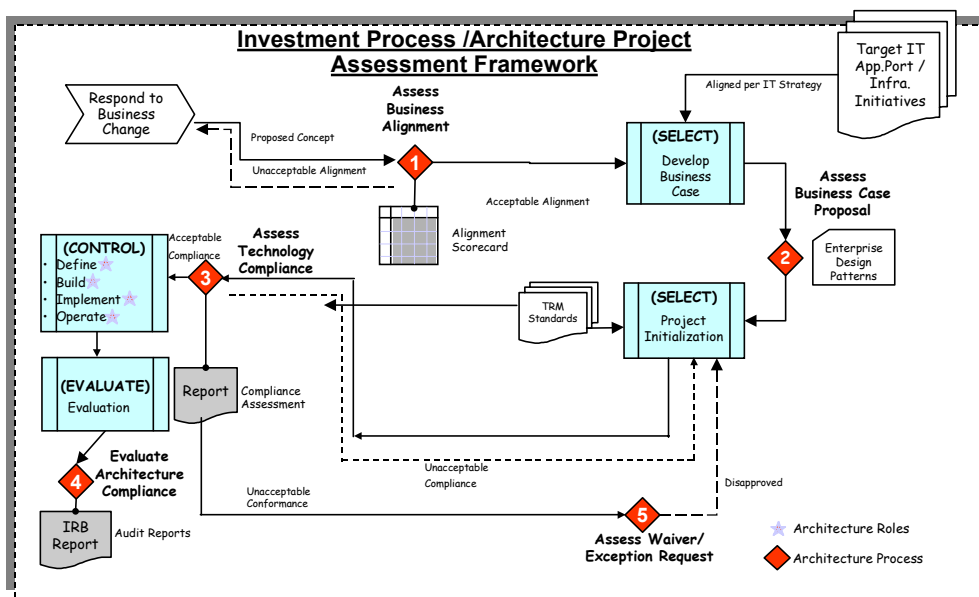 Investment Process /Architecture Project
Assessment Framework
Respond to
Business
Change
Proposed Concept
Unacceptable Alignment
Assess
Business
Alignment
1
Alignment
Scorecard
Acceptable Alignment
Aligned per IT Strategy
Target IT
App.Port /
Infra.
Initiatives
(SELECT)
Develop
Business
Case
Assess
Business Case
Proposal
2
Enterprise
Design
Patterns
(SELECT)
Project
Initialization
TRM
Standards
Assess
Technology
Compliance
3
Acceptable
Compliance
(CONTROL)
• Define
• Build
• Implement
• Operate
(EVALUATE)
Evaluation
Report
Compliance
Assessment
Unacceptable
Compliance
4
Evaluate
Architecture
Compliance
IRB
Report
Audit Reports
Unacceptable
Conformance
5
Assess Waiver/
Exception Request
Disapproved
Architecture Roles
Architecture Process